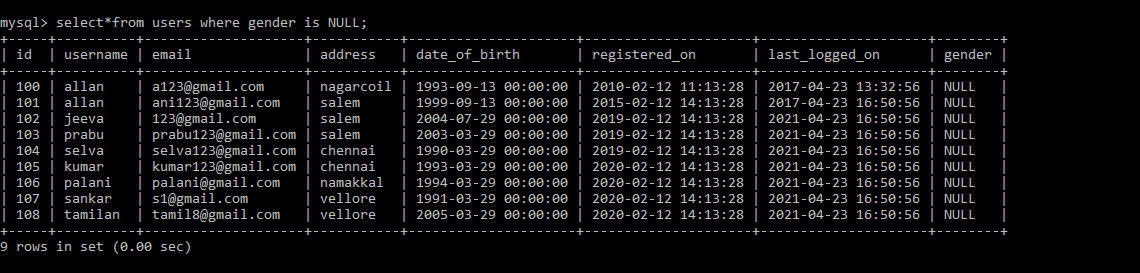 mysql> select*from users where gender is NULL;
+-----+----------+--------------------+-----------+---------------------+---------------------+---------------------+--------+
| id | username | email | address | date_of_birth | registered_on | last_logged_on | gender |
+-----+----------+--------------------+-----------+---------------------+---------------------+---------------------+--------+
| 100 | allan | a123@gmail.com | nagarcoil | 1993-09-13 00:00:00 | 2010-02-12 11:13:28 | 2017-04-23 13:32:56 | NULL |
| 101 | allan | ani123@gmail.com | salem | 1999-09-13 00:00:00 | 2015-02-12 14:13:28 | 2021-04-23 16:50:56 | NULL |
| 102 | jeeva | 123@gmail.com | salem | 2004-07-29 00:00:00 | 2019-02-12 14:13:28 | 2021-04-23 16:50:56 | NULL |
| 103 | prabu | prabu123@gmail.com | salem | 2003-03-29 00:00:00 | 2019-02-12 14:13:28 | 2021-04-23 16:50:56 | NULL |
| 104 | selva | selva123@gmail.com | chennai | 1990-03-29 00:00:00 | 2019-02-12 14:13:28 | 2021-04-23 16:50:56 | NULL |
| 105 | kumar | kumar123@gmail.com | chennai | 1993-03-29 00:00:00 | 2020-02-12 14:13:28 | 2021-04-23 16:50:56 | NULL |
| 106 | palani | palani@gmail.com | namakkal | 1994-03-29 00:00:00 | 2020-02-12 14:13:28 | 2021-04-23 16:50:56 | NULL |
| 107 | sankar | s1@gmail.com | vellore | 1991-03-29 00:00:00 | 2020-02-12 14:13:28 | 2021-04-23 16:50:56 | NULL |
| 108 | tamilan | tamil8@gmail.com | vellore | 2005-03-29 00:00:00 | 2020-02-12 14:13:28 | 2021-04-23 16:50:56 | NULL |
+-----+----------+--------------------+-----------+---------------------+---------------------+---------------------+--------+
9 rows in set (0.00 sec)